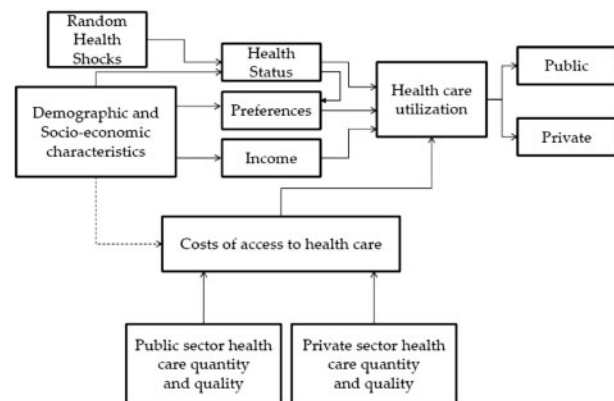 Random
Health
Shocks
Health
Status
Public
Health care
utilization
Demographic and
Socio-economic
characteristics
Preferences
Private
Income
Costs of access to health care
Public sector health
care quantity
and quality
Private sector health
care quantity
and quality